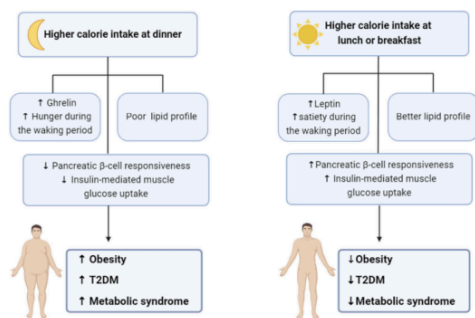 Higher calorie intake at dinner
↑ Ghrelin
↑ Hunger during
the waking period
Poor lipid profile
↓ Pancreatic β-cell responsiveness
↓ Insulin-mediated muscle
glucose uptake
↑ Obesity
↑ T2DM
↑ Metabolic syndrome
Higher calorie intake at
lunch or breakfast
↑Leptin
↑satiety during
the waking period
Better lipid profile
↑Pancreatic β-cell responsiveness
↑ Insulin-mediated muscle
glucose uptake
↓Obesity
↓T2DM
↓Metabolic syndrome